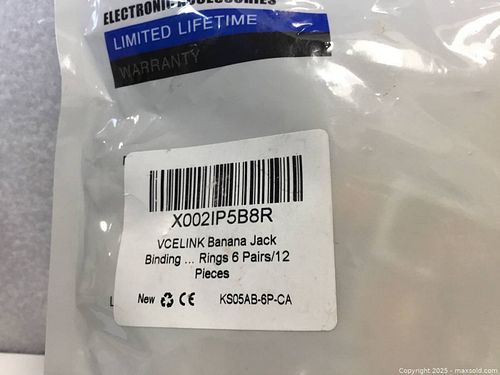 ELECTRONIC ACCESSORIES
LIMITED LIFETIME
WARRANTY
X002IP5B8R
VCELINK Banana Jack
Binding ... Rings 6 Pairs/12
Pieces
New CE KS05AB-6P-CA
Copyright 2025 - maxsold.com